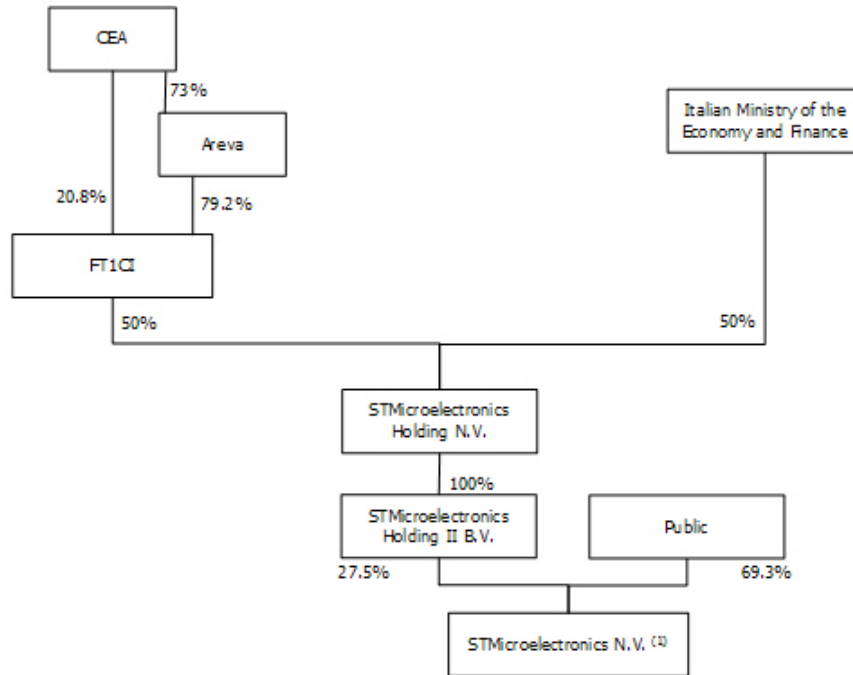 CEA
73%
Italian Ministry of the
Economy and Finance
Areva
20.8%
79.2%
FT1CI
50%
50%
STMicroelectronics
Holding N.V.
100%
STMicroelectronics
Holding II B.V.
Public
27.5%
69.3%
STMicroelectronics N.V. (1)